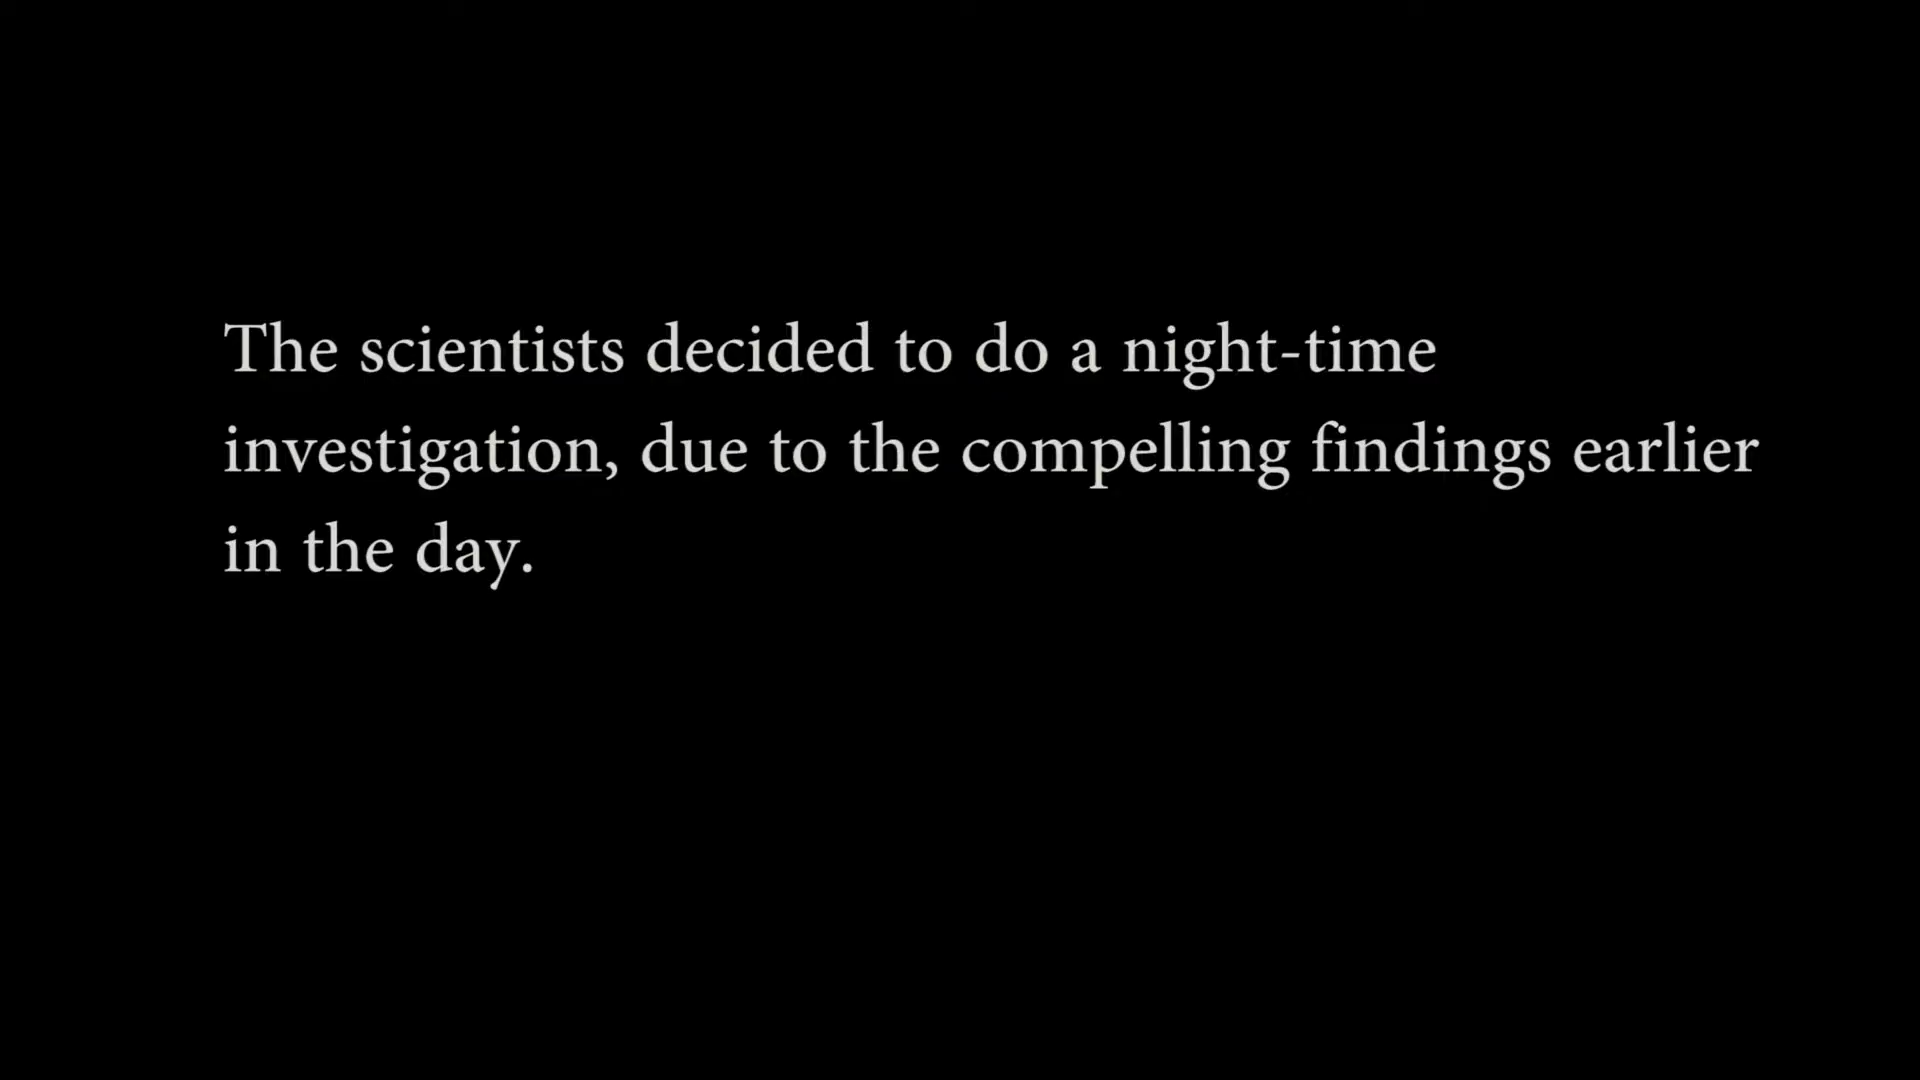 The scientists decided to do a night-time
investigation, due to the compelling findings earlier
in the day.